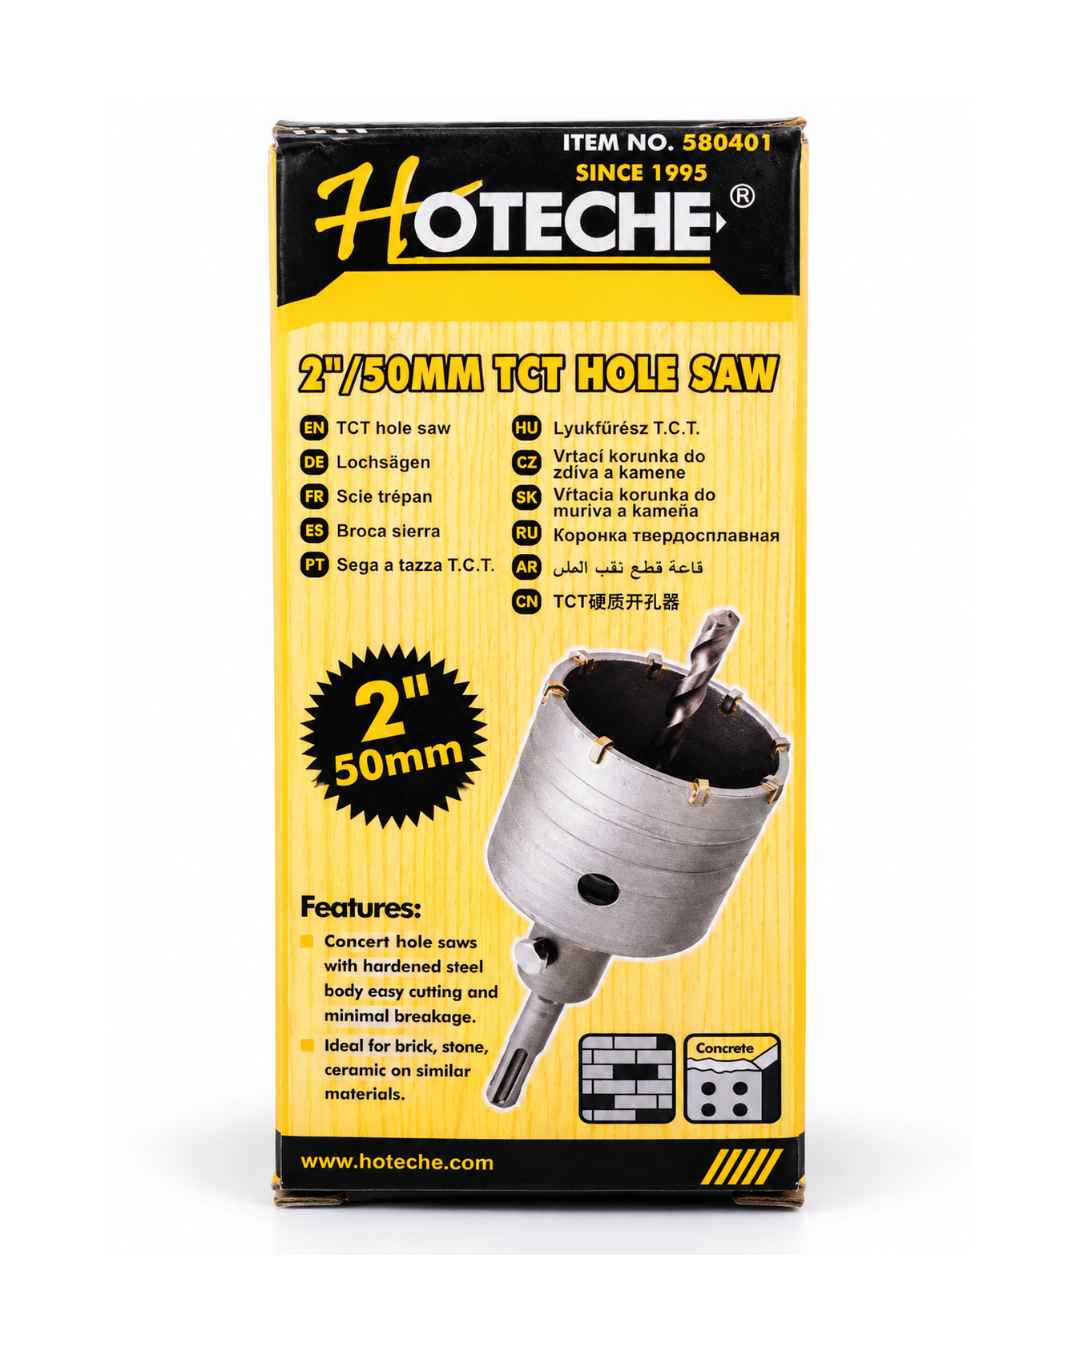 ITEM NO. 580401
SINCE 1995
HOTECHE®
2"/50MM TCT HOLE SAW
EN TCT hole saw
DE Lochsägen
FR Scie trépan
ES Broca sierra
PT Sega a tazza T.C.T.
HU Lyukfűrész T.C.T.
CZ Vrtací korunka do
zdíva a kamene
SK Vŕtacia korunka do
muriva a kameňa
RU Коронка твердосплавная
AR قاعة قطع نقب الملس
CN TCT硬质开孔器
2"
50mm
Features:
Concert hole saws
with hardened steel
body easy cutting and
minimal breakage.
Ideal for brick, stone,
ceramic on similar
materials.
Concrete
www.hoteche.com